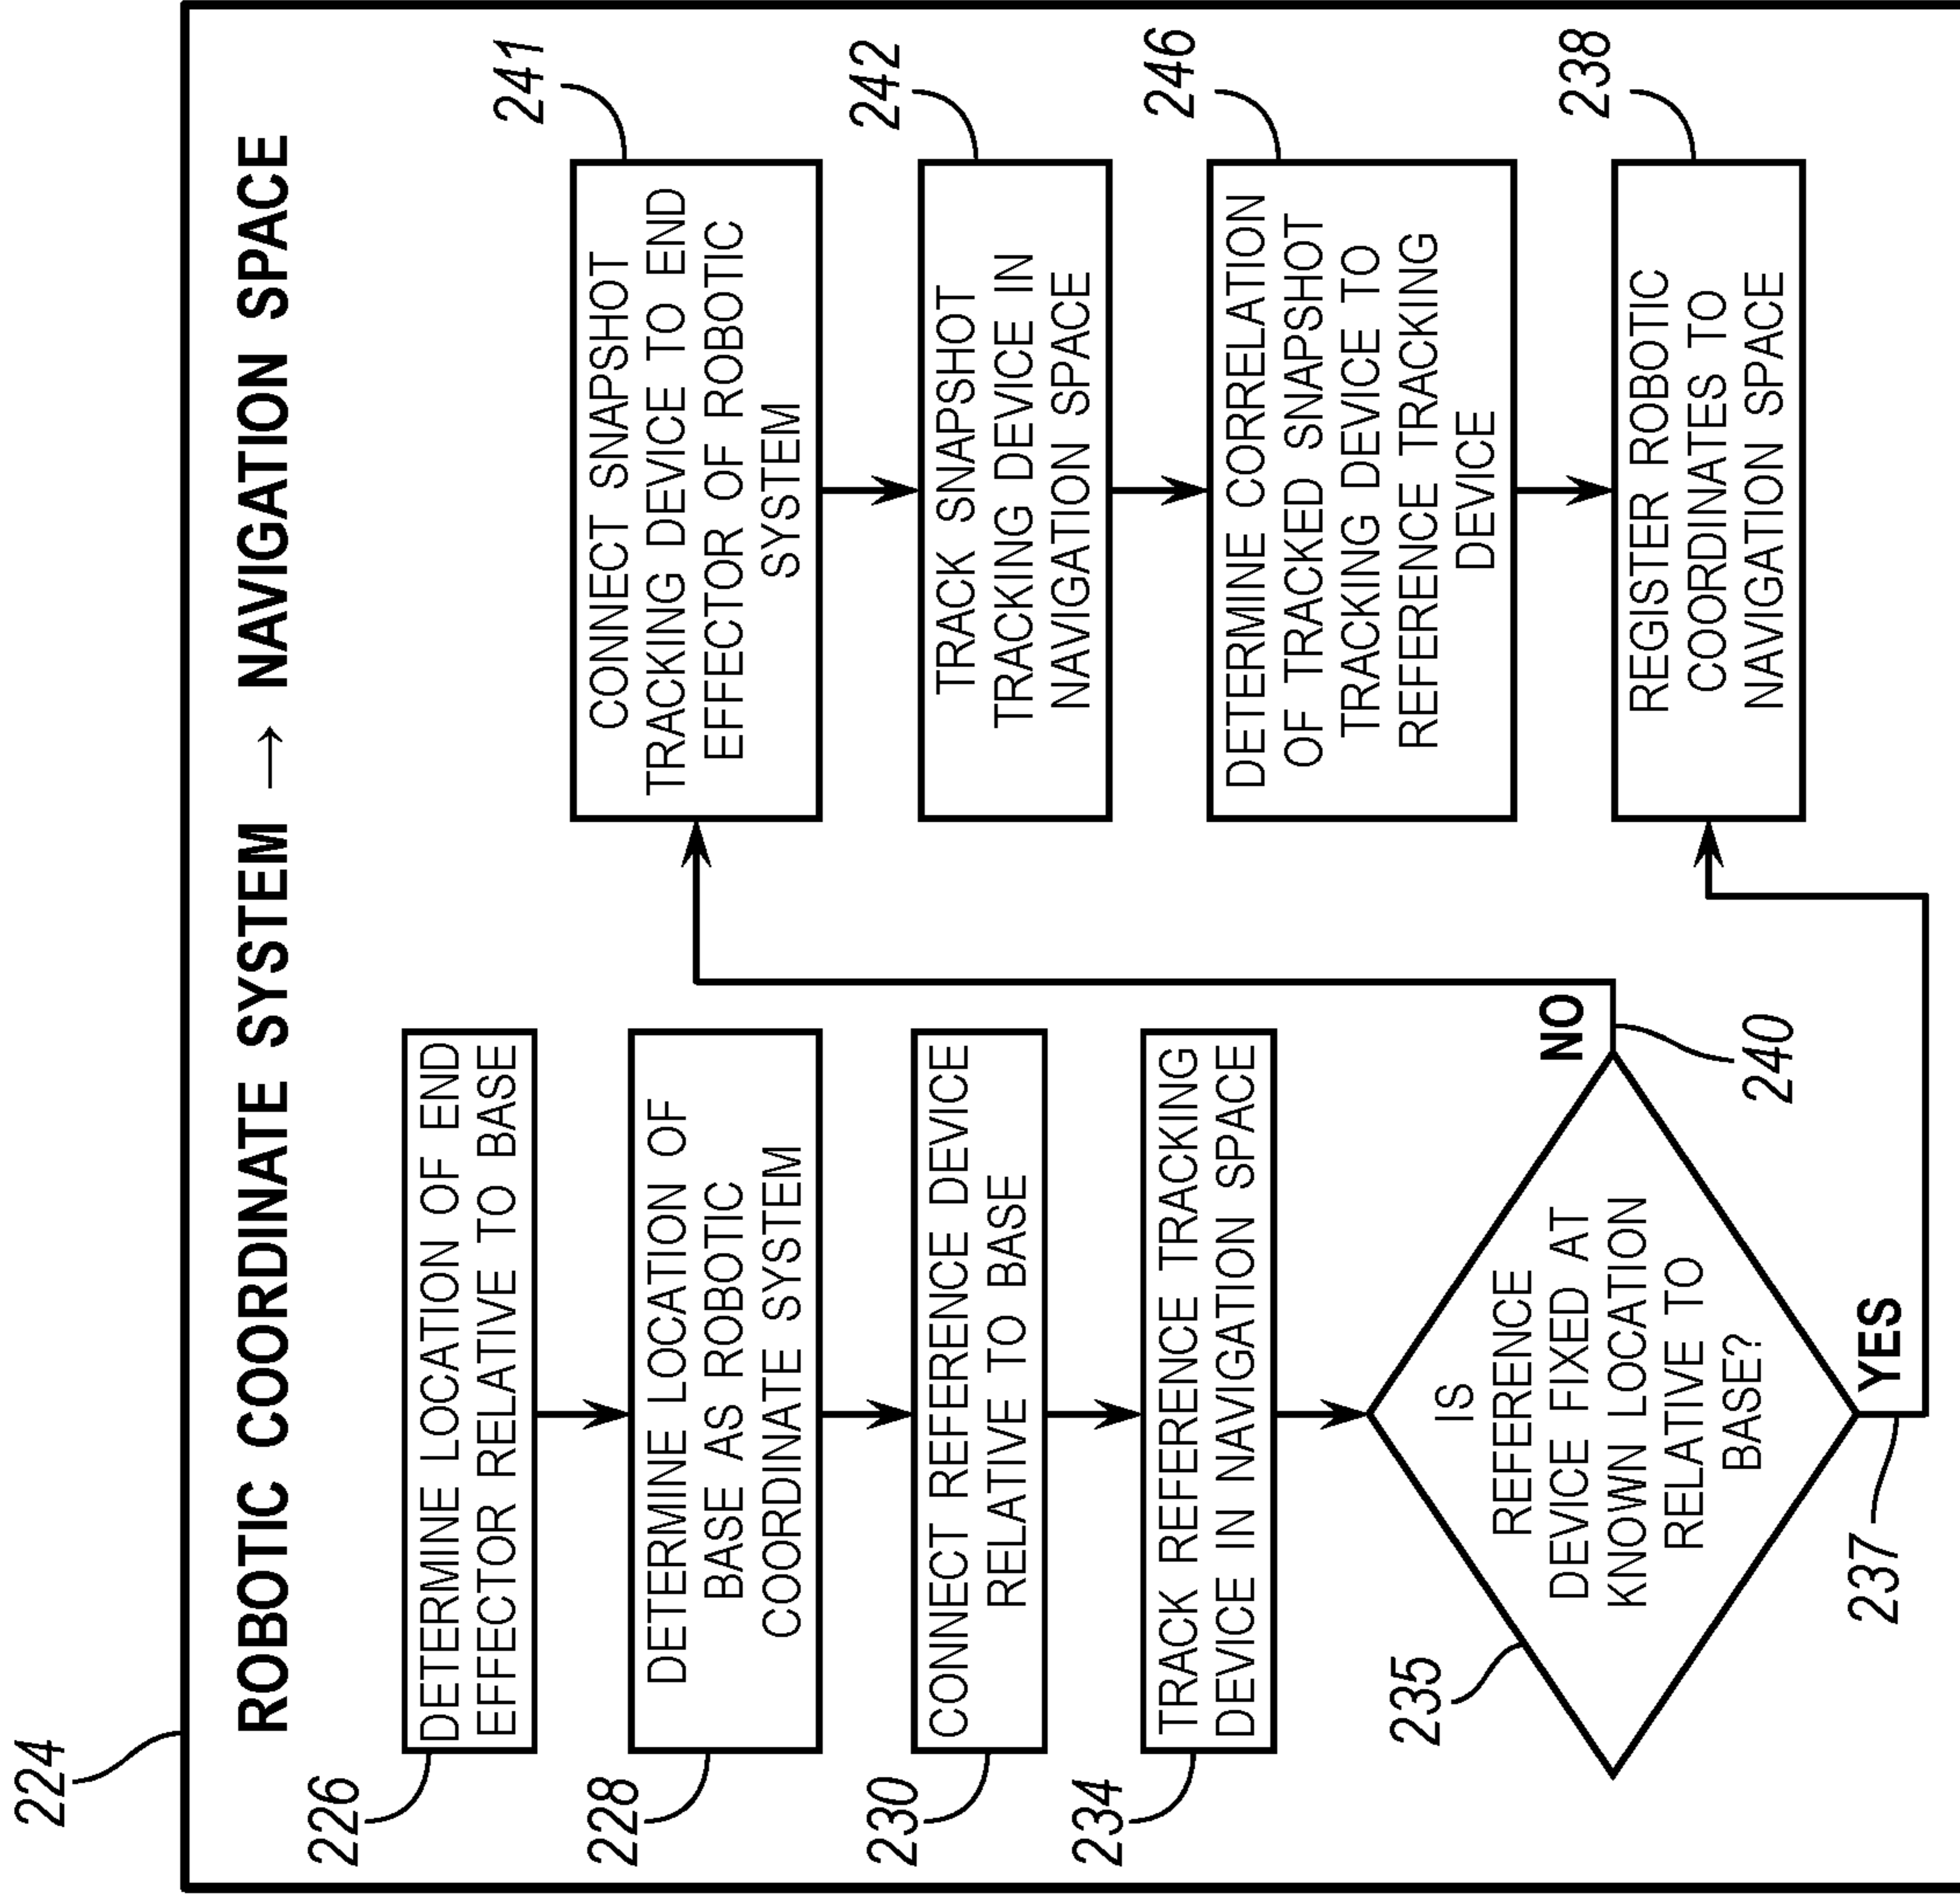 224
ROBOTIC COORDINATE SYSTEM → NAVIGATION SPACE
226
DETERMINE LOCATION OF END
EFFECTOR RELATIVE TO BASE
228
DETERMINE LOCATION OF
BASE AS ROBOTIC
COORDINATE SYSTEM
230
CONNECT REFERENCE DEVICE
RELATIVE TO BASE
234
TRACK REFERENCE TRACKING
DEVICE IN NAVIGATION SPACE
235
IS
REFERENCE
DEVICE FIXED AT
KNOWN LOCATION
RELATIVE TO
BASE?
NO
240
YES
237
241
CONNECT SNAPSHOT
TRACKING DEVICE TO END
EFFECTOR OF ROBOTIC
SYSTEM
242
TRACK SNAPSHOT
TRACKING DEVICE IN
NAVIGATION SPACE
246
DETERMINE CORRELATION
OF TRACKED SNAPSHOT
TRACKING DEVICE TO
REFERENCE TRACKING
DEVICE
238
REGISTER ROBOTIC
COORDINATES TO
NAVIGATION SPACE